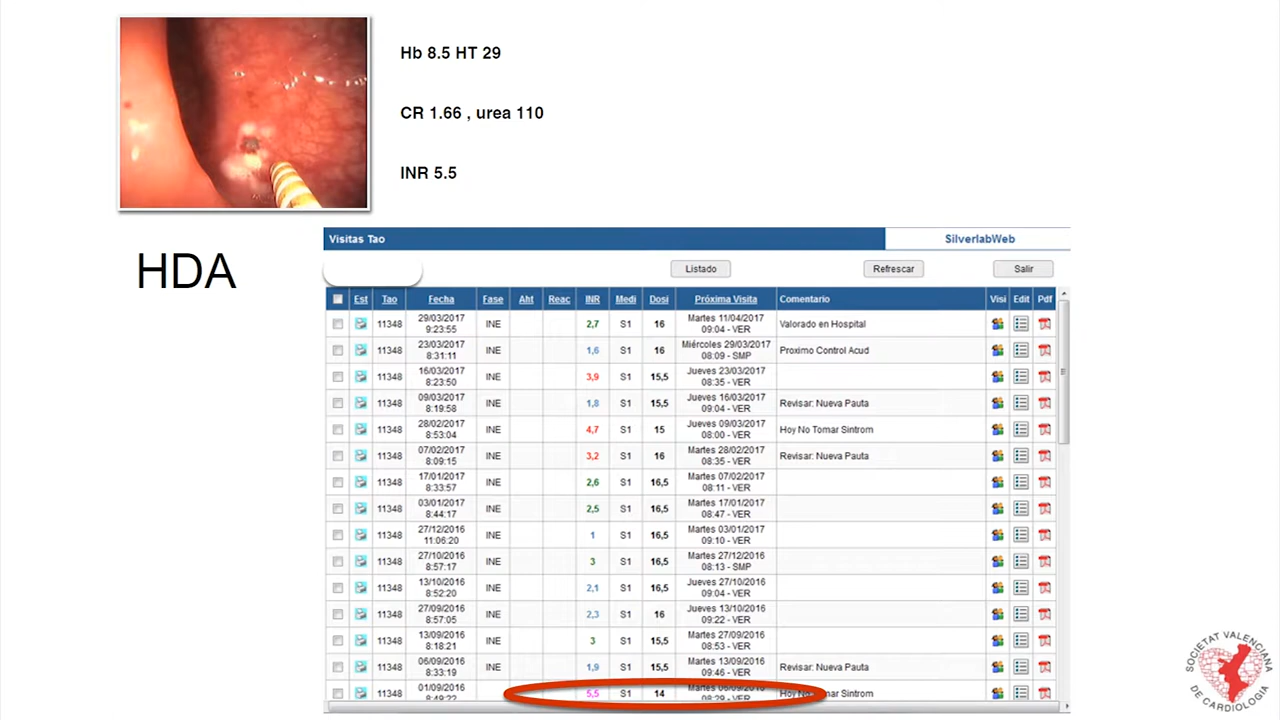 Hb 8.5 HT 29
CR 1.66 , urea 110
INR 5.5
HDA
Visitas Tao SilverlabWeb
Listado Refrescar Salir
Est Tao Fecha Fase Aht Reac INR Medi Dosi Próxima Visita Comentario Visi Edit Pdf
11348 29/03/2017 9:23:55 INE 2,7 S1 16 Martes 11/04/2017 09:04 - VER Valorado en Hospital
11348 23/03/2017 8:31:11 INE 1,6 S1 16 Miércoles 29/03/2017 08:09 - SMP Proximo Control Acud
11348 16/03/2017 8:23:50 INE 3,9 S1 15,5 Jueves 23/03/2017 08:35 - VER
11348 09/03/2017 8:19:58 INE 1,8 S1 15,5 Jueves 16/03/2017 09:04 - VER Revisar: Nueva Pauta
11348 28/02/2017 8:53:04 INE 4,7 S1 15 Jueves 09/03/2017 08:00 - VER Hoy No Tomar Sintrom
11348 07/02/2017 8:09:15 INE 3,2 S1 16 Martes 28/02/2017 08:35 - VER Revisar: Nueva Pauta
11348 17/01/2017 8:33:57 INE 2,6 S1 16,5 Martes 07/02/2017 08:11 - VER
11348 03/01/2017 8:44:17 INE 2,5 S1 16,5 Martes 17/01/2017 08:47 - VER
11348 27/12/2016 11:06:20 INE 1 S1 16,5 Martes 03/01/2017 09:10 - VER
11348 27/10/2016 8:57:17 INE 3 S1 16,5 Martes 27/12/2016 08:13 - SMP
11348 13/10/2016 8:52:20 INE 2,1 S1 16,5 Jueves 27/10/2016 09:04 - VER
11348 27/09/2016 8:57:05 INE 2,3 S1 16 Jueves 13/10/2016 09:22 - VER
11348 13/09/2016 8:18:21 INE 3 S1 15,5 Martes 27/09/2016 08:53 - VER
11348 06/09/2016 8:33:19 INE 1,9 S1 15,5 Martes 13/09/2016 09:46 - VER Revisar: Nueva Pauta
11348 01/09/2016 8:49:22 5,5 S1 14 Martes 06/09/2016 08:29 - VER Hoy No Tomar Sintrom
SOCIETAT VALENCIANA
DE CARDIOLOGIA